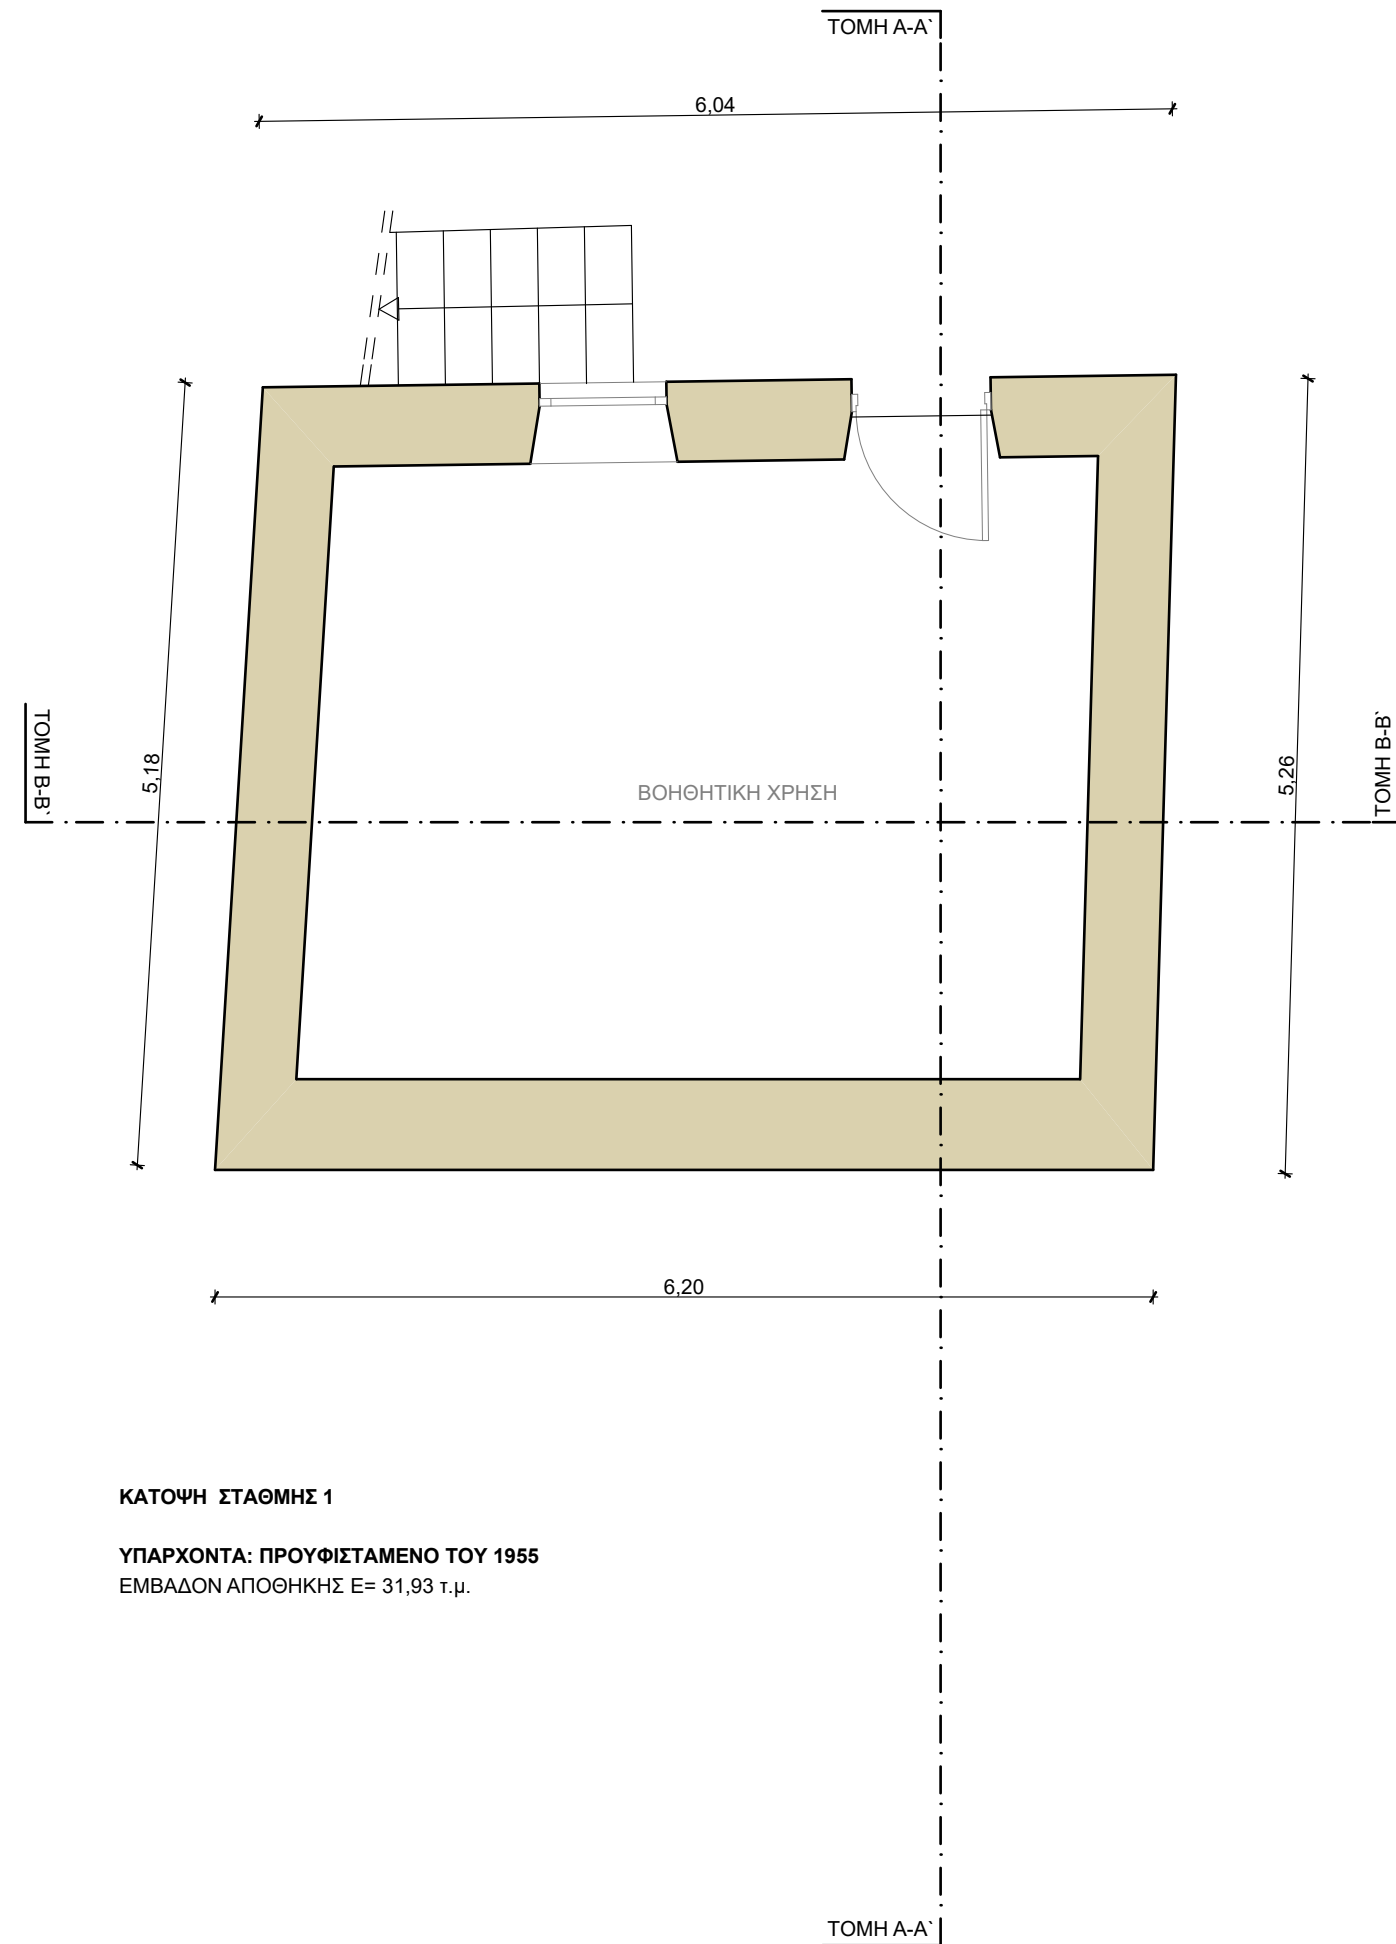 ΤΟΜΗ Α-Α`
6,04
ΤΟΜΗ Β-Β`
5,18
ΒΟΗΘΗΤΙΚΗ ΧΡΗΣΗ
5,26
ΤΟΜΗ Β-Β`
6,20
ΚΑΤΟΨΗ ΣΤΑΘΜΗΣ 1
ΥΠΑΡΧΟΝΤΑ: ΠΡΟΥΦΙΣΤΑΜΕΝΟ ΤΟΥ 1955
ΕΜΒΑΔΟΝ ΑΠΟΘΗΚΗΣ Ε= 31,93 τ.μ.
ΤΟΜΗ Α-Α`